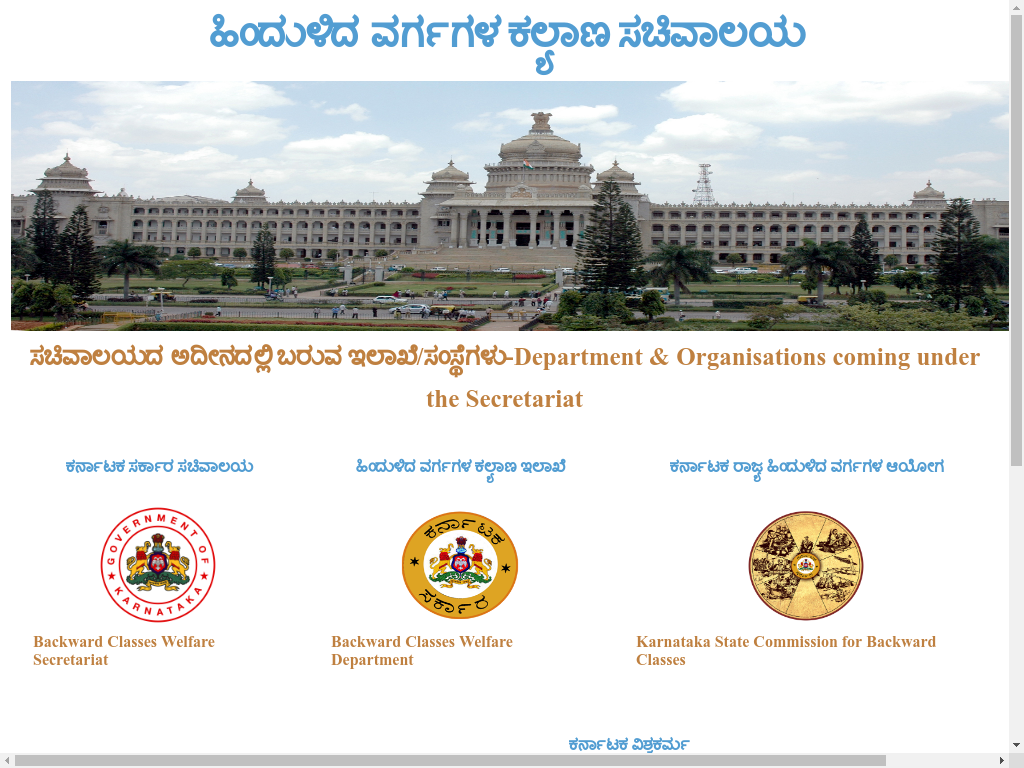 ಹಿಂದುಳಿದ ವರ್ಗಗಳ ಕಲ್ಯಾಣ ಸಚಿವಾಲಯ
ಸಚಿವಾಲಯದ ಅದೀನದಲ್ಲಿ ಬರುವ ಇಲಾಖೆ/ಸಂಸ್ಥೆಗಳು-Department & Organisations coming under
the Secretariat
ಕರ್ನಾಟಕ ಸರ್ಕಾರ ಸಚಿವಾಲಯ
GOVERNMENT OF
KARNATAKA
Backward Classes Welfare
Secretariat
ಹಿಂದುಳಿದ ವರ್ಗಗಳ ಕಲ್ಯಾಣ ಇಲಾಖೆ
ಕರ್ನಾಟಕ
ಸರ್ಕಾರ
Backward Classes Welfare
Department
ಕರ್ನಾಟಕ ರಾಜ್ಯ ಹಿಂದುಳಿದ ವರ್ಗಗಳ ಆಯೋಗ
Karnataka State Commission for Backward
Classes
ಕರ್ನಾಟಕ ವಿಶ್ವಕರ್ಮ